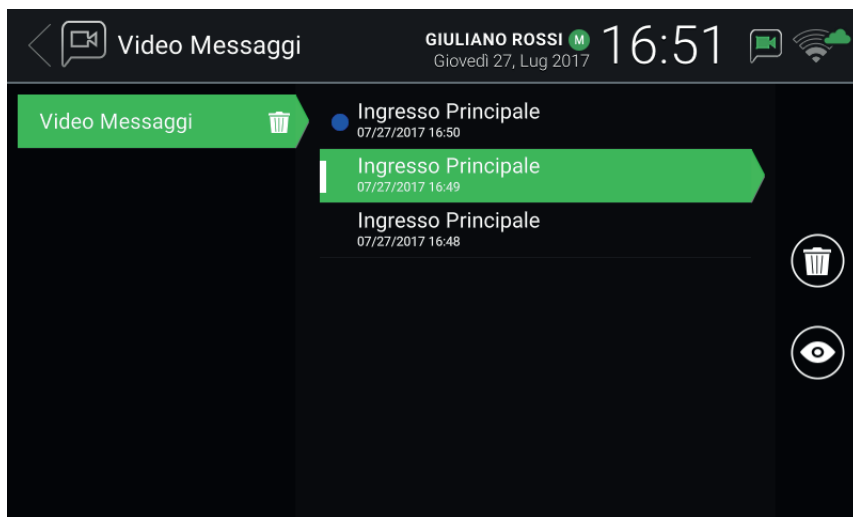 Video Messaggi
GIULIANO ROSSI M
Giovedì 27, Lug 2017
16:51
Video Messaggi
Ingresso Principale
07/27/2017 16:50
Ingresso Principale
07/27/2017 16:49
Ingresso Principale
07/27/2017 16:48